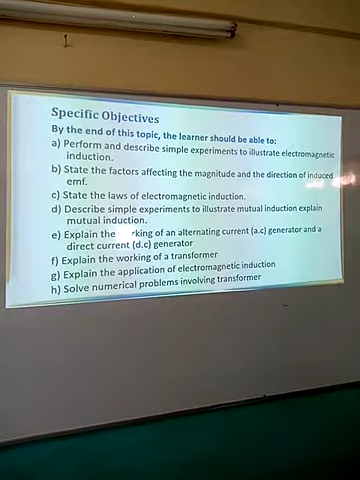 Specific Objectives
By the end of this topic, the learner should be able to:
a) Perform and describe simple experiments to illustrate electromagnetic
induction.
b) State the factors affecting the magnitude and the direction of induced
emf.
c) State the laws of electromagnetic induction.
d) Describe simple experiments to illustrate mutual induction explain
mutual induction.
e) Explain the rking of an alternating current (a.c) generator and a
direct current (d.c) generator
f) Explain the working of a transformer
g) Explain the application of electromagnetic induction
h) Solve numerical problems involving transformer